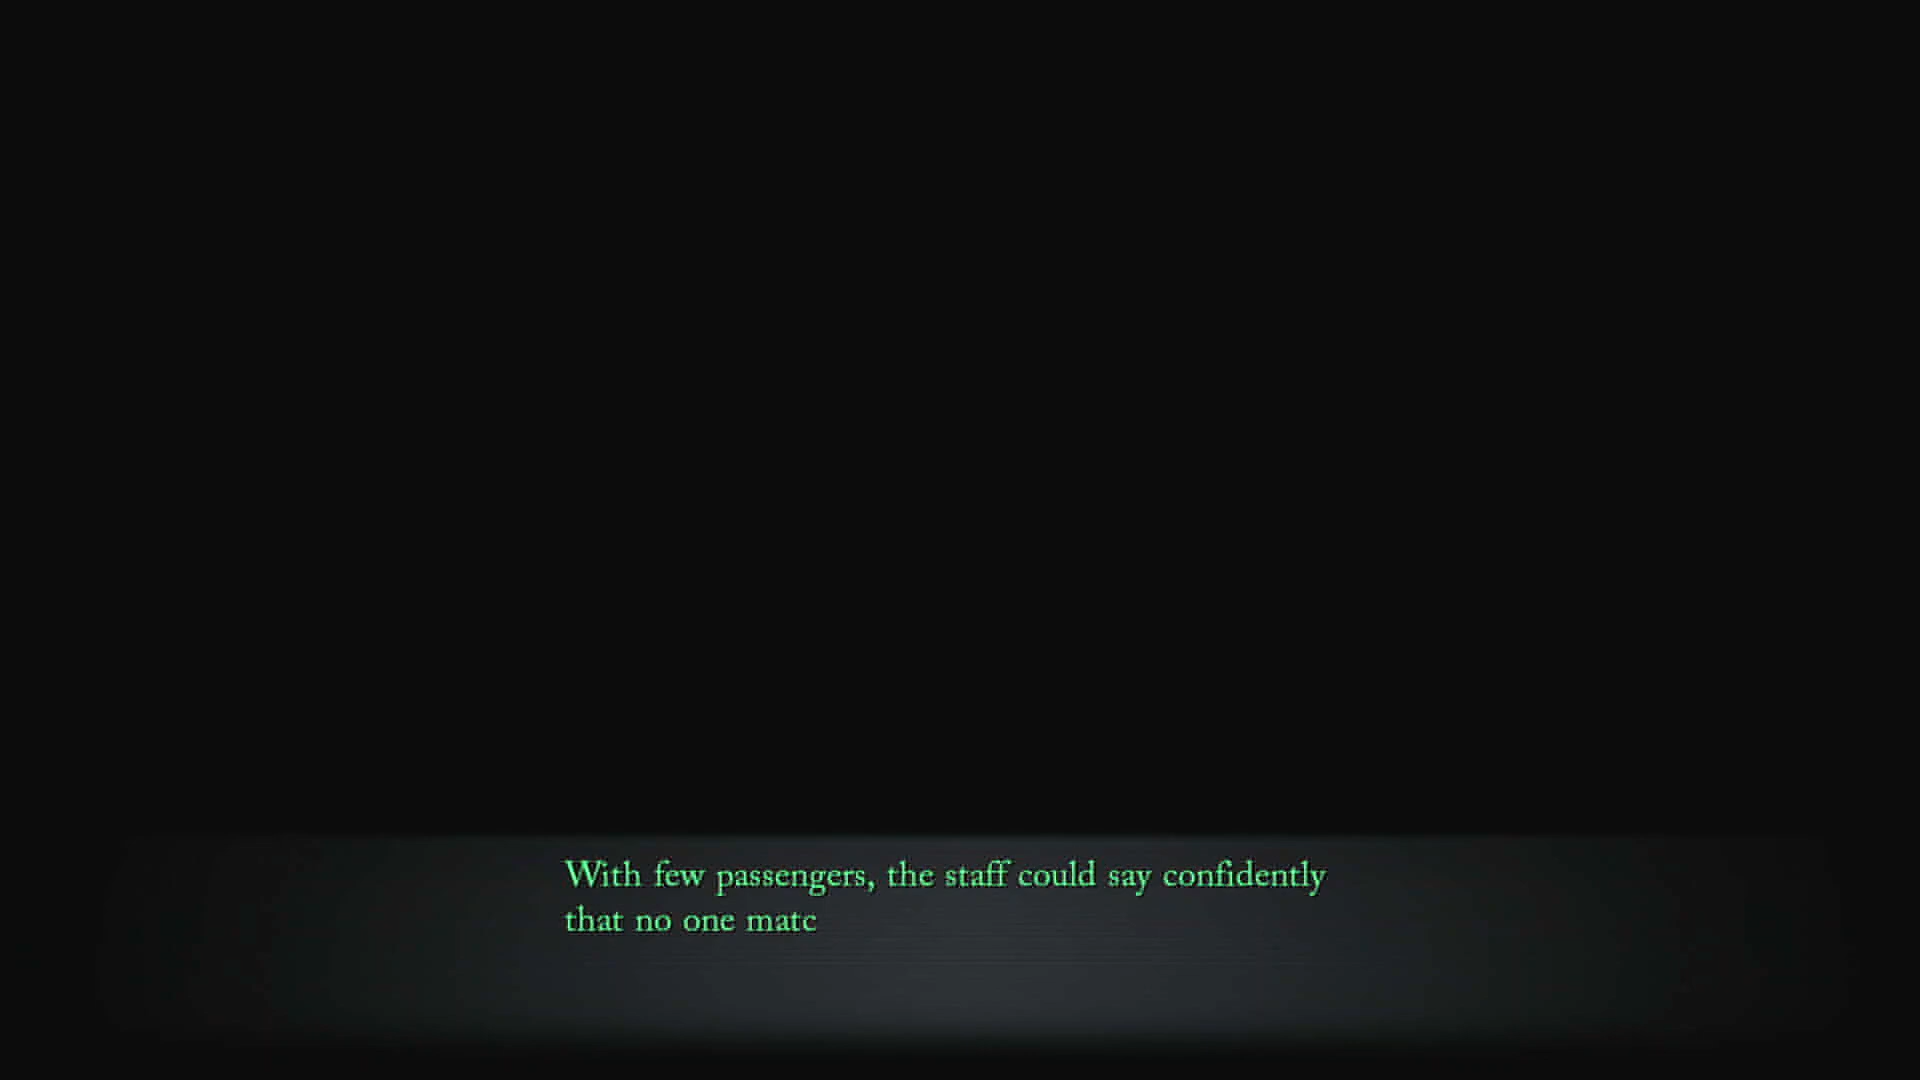 With few passengers, the staff could say confidently
that no one matc